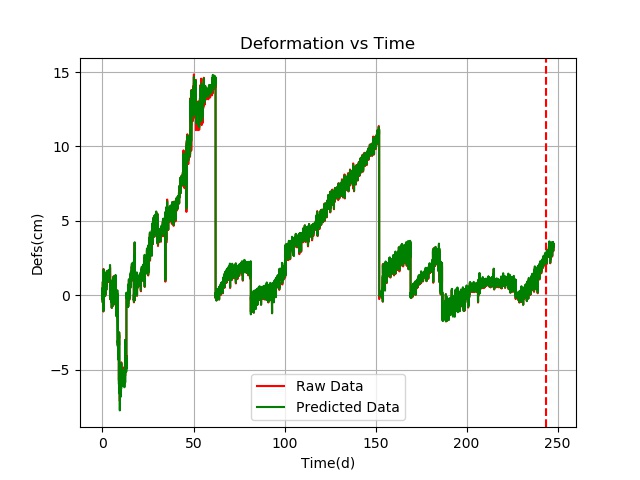 Deformation vs Time
15
10
5
0
−5
Defs(cm)
Raw Data
Predicted Data
0 50 100 150 200 250
Time(d)